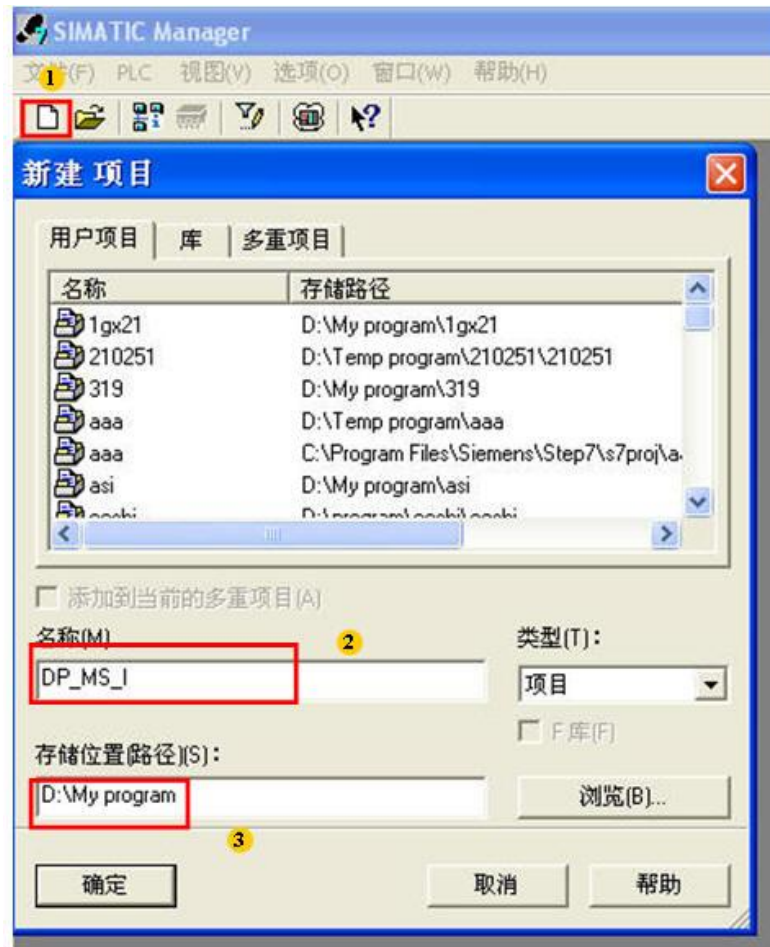 SIMATIC Manager
文件(F) PLC 视图(V) 选项(O) 窗口(W) 帮助(H)
1
新建 项目
用户项目 库 多重项目
名称 存储路径
1gx21 D:\My program\1gx21
210251 D:\Temp program\210251\210251
319 D:\My program\319
aaa D:\Temp program\aaa
aaa C:\Program Files\Siemens\Step7\s7proj\a
asi D:\My program\asi
添加到当前的多重项目(A)
名称(M) 2 类型(T):
DP_MS_I 项目
F 库(F)
存储位置(路径)(S):
D:\My program 浏览(B)...
3
确定 取消 帮助